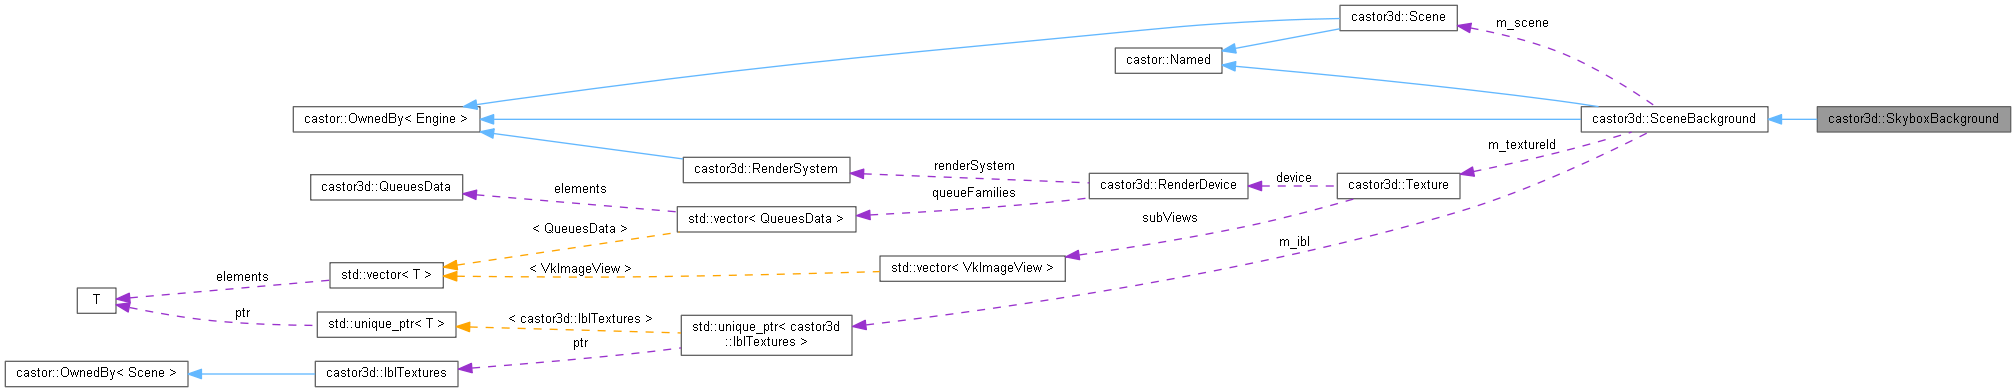 castor3d::Scene
m_scene
castor::Named
castor::OwnedBy< Engine >
castor3d::SceneBackground
castor3d::SkyboxBackground
m_textureId
renderSystem
castor3d::RenderSystem
device
castor3d::QueuesData
elements
castor3d::RenderDevice
castor3d::Texture
queueFamilies
std::vector< QueuesData >
subViews
< QueuesData >
m_ibl
elements
std::vector< T >
< VkImageView >
std::vector< VkImageView >
T
ptr
std::unique_ptr< T >
< castor3d::IblTextures >
std::unique_ptr< castor3d
::IblTextures >
ptr
castor::OwnedBy< Scene >
castor3d::IblTextures